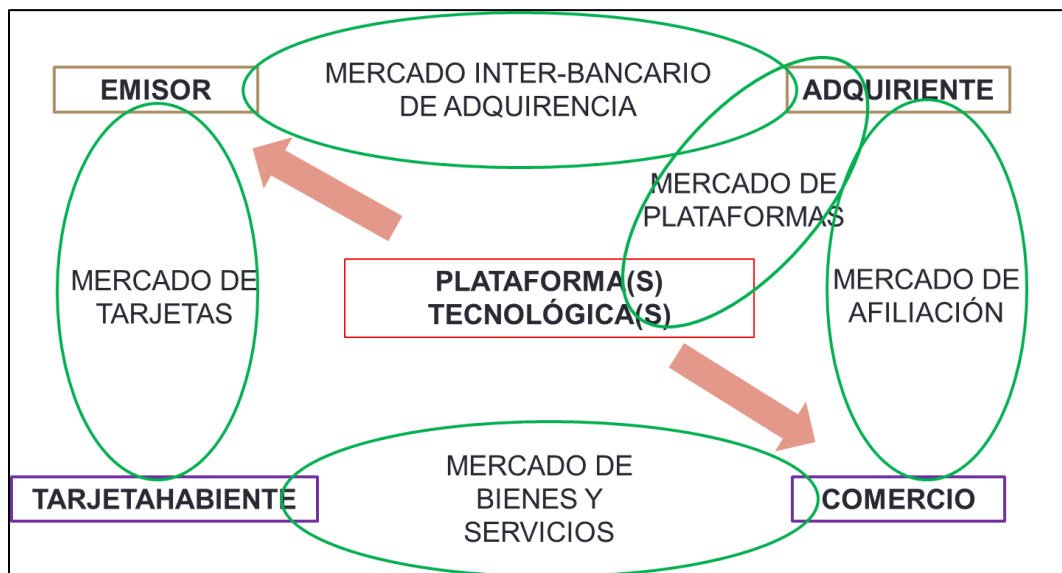 MERCADO INTER-BANCARIO
DE ADQUIRENCIA
EMISOR
ADQUIRIENTE
MERCADO DE
PLATAFORMAS
MERCADO DE
TARJETAS
PLATAFORMA(S)
TECNOLÓGICA(S)
MERCADO DE
AFILIACIÓN
MERCADO DE
BIENES Y
SERVICIOS
TARJETAHABIENTE
COMERCIO